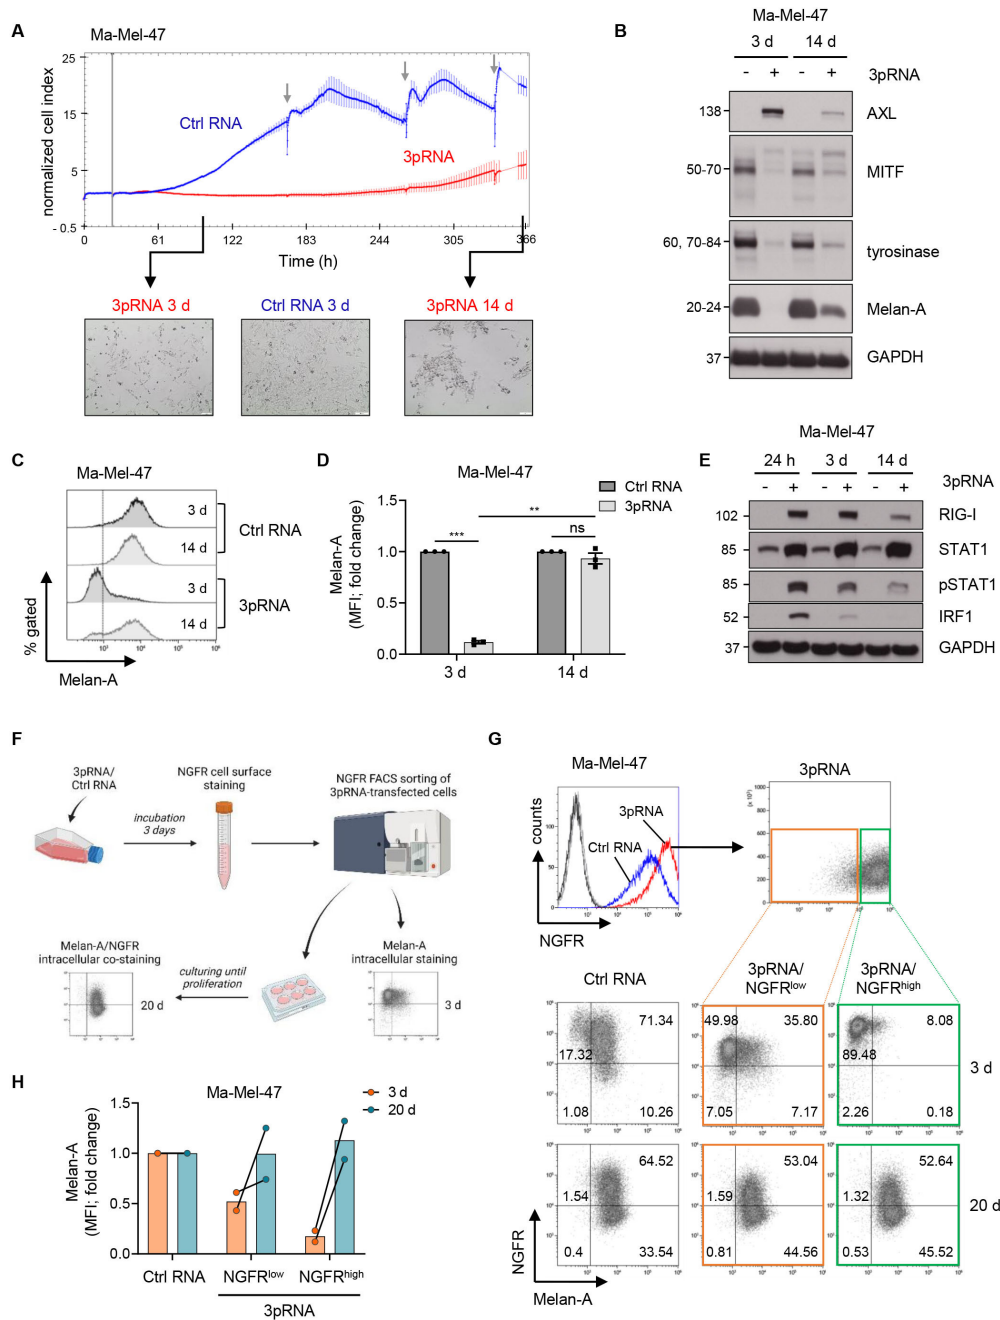 A
Ma-Mel-47
normalized cell index
25
15
5
- 0.5
Ctrl RNA
3pRNA
0
61
122
183
244
305
366
Time (h)
3pRNA 3 d
Ctrl RNA 3 d
3pRNA 14 d
B
Ma-Mel-47
3 d
14 d
- + - +
3pRNA
138
AXL
50-70
MITF
60, 70-84
tyrosinase
20-24
Melan-A
37
GAPDH
C
Ma-Mel-47
3 d
14 d
Ctrl RNA
3 d
14 d
3pRNA
% gated
Melan-A
D
Ma-Mel-47
Ctrl RNA
3pRNA
Melan-A
(MFI; fold change)
1.5
1.0
0.5
0.0
***
**
ns
3 d
14 d
E
Ma-Mel-47
24 h
3 d
14 d
- + - + - +
3pRNA
102
RIG-I
85
STAT1
85
pSTAT1
52
IRF1
37
GAPDH
F
3pRNA/
Ctrl RNA
incubation
3 days
NGFR cell surface
staining
NGFR FACS sorting of
3pRNA-transfected cells
Melan-A/NGFR
intracellular co-staining
20 d
culturing until
proliferation
Melan-A
intracellular staining
3 d
G
Ma-Mel-47
counts
100
50
0
3pRNA
Ctrl RNA
NGFR
3pRNA
1000
800
600
400
200
0
Ctrl RNA
3pRNA/
NGFRlow
3pRNA/
NGFRhigh
71.34
17.32
1.08
10.26
49.98
35.80
7.05
7.17
8.08
89.48
2.26
0.18
3 d
64.52
1.54
0.4
33.54
53.04
1.59
0.81
44.56
52.64
1.32
0.53
45.52
20 d
NGFR
Melan-A
H
Ma-Mel-47
3 d
20 d
Melan-A
(MFI; fold change)
1.5
1.0
0.5
0.0
Ctrl RNA
NGFRlow
NGFRhigh
3pRNA